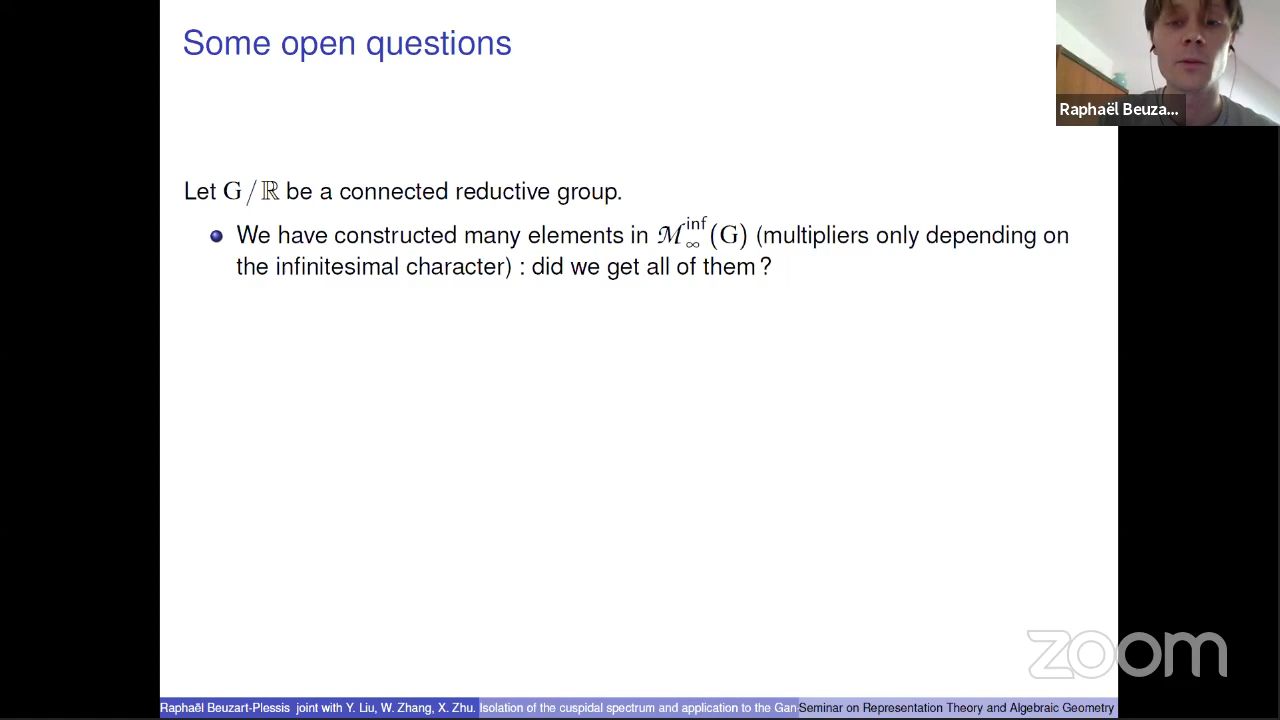 Some open questions
Raphaël Beuza...
Let G/ℝ be a connected reductive group.
We have constructed many elements in ℳ_∞^inf(G) (multipliers only depending on
the infinitesimal character) : did we get all of them ?
zoom
Raphaël Beuzart-Plessis joint with Y. Liu, W. Zhang, X. Zhu. Isolation of the cuspidal spectrum and application to the Gan Seminar on Representation Theory and Algebraic Geometry